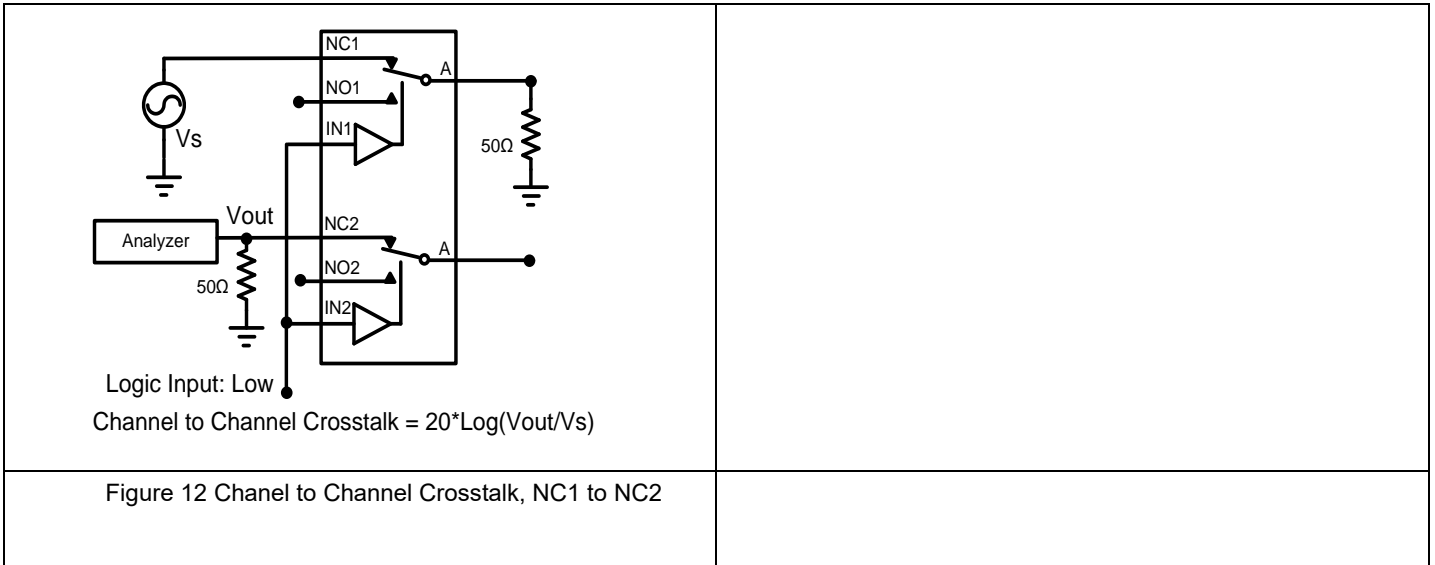 NC1
A
NO1
IN1
Vs
50Ω
Vout
NC2
Analyzer
A
NO2
50Ω
IN2
Logic Input: Low
Channel to Channel Crosstalk = 20*Log(Vout/Vs)
Figure 12 Chanel to Channel Crosstalk, NC1 to NC2